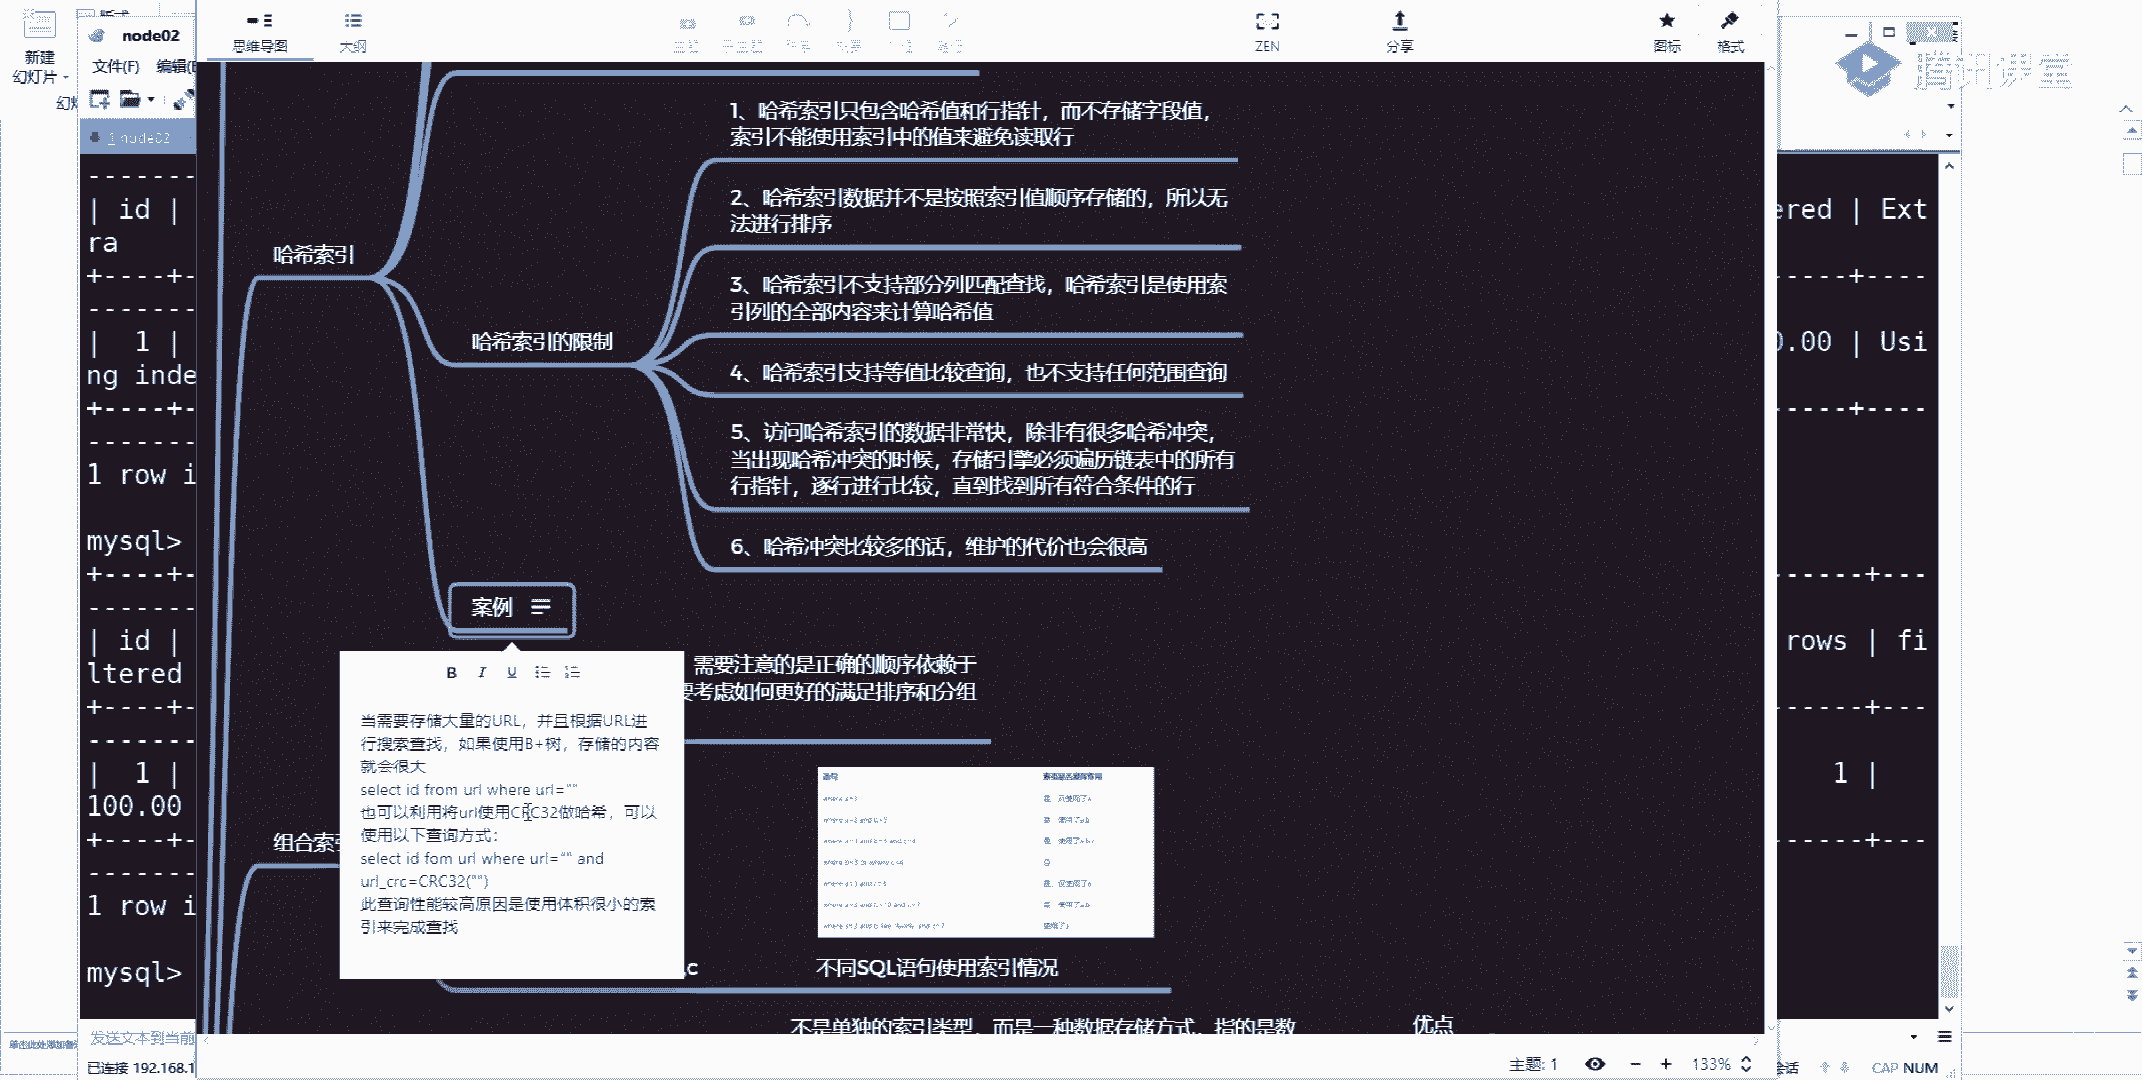 新建
幻灯片
node02
文件(F)
编辑(E
1 node02
思维导图
大纲
ZEN
分享
图标
格式
腾讯课堂
1、哈希索引只包含哈希值和行指针，而不存储字段值，
索引不能使用索引中的值来避免读取行
2、哈希索引数据并不是按照索引值顺序存储的，所以无
法进行排序
3、哈希索引不支持部分列匹配查找，哈希索引是使用索
引列的全部内容来计算哈希值
4、哈希索引支持等值比较查询，也不支持任何范围查询
5、访问哈希索引的数据非常快，除非有很多哈希冲突，
当出现哈希冲突的时候，存储引擎必须遍历链表中的所有
行指针，逐行进行比较，直到找到所有符合条件的行
6、哈希冲突比较多的话，维护的代价也会很高
哈希索引
哈希索引的限制
案例
B I U
当需要存储大量的URL，并且根据URL进
行搜索查找，如果使用B+树，存储的内容
就会很大
select id from url where url=""
也可以利用将url使用CRC32做哈希，可以
使用以下查询方式：
select id fom url where url="" and
url_crc=CRC32("")
此查询性能较高原因是使用体积很小的索
引来完成查找
需要注意的是正确的顺序依赖于
要考虑如何更好的满足排序和分组
组合索引
,c
不同SQL语句使用索引情况
不是单独的索引类型，而是一种数据存储方式，指的是数
优点
-------
| id |
ra
+----+-
-------
| 1 |
ng inde
+----+-
-------
1 row i
mysql>
+----+-
-------
| id |
ltered
+----+-
-------
| 1 |
100.00
+----+-
-------
1 row i
mysql>
ered | Ext
-----+----
0.00 | Usi
-----+----
------+---
rows | fi
------+---
1 |
------+---
发送文本到当前
已连接 192.168.1
主题: 1
133%
会话
CAP NUM